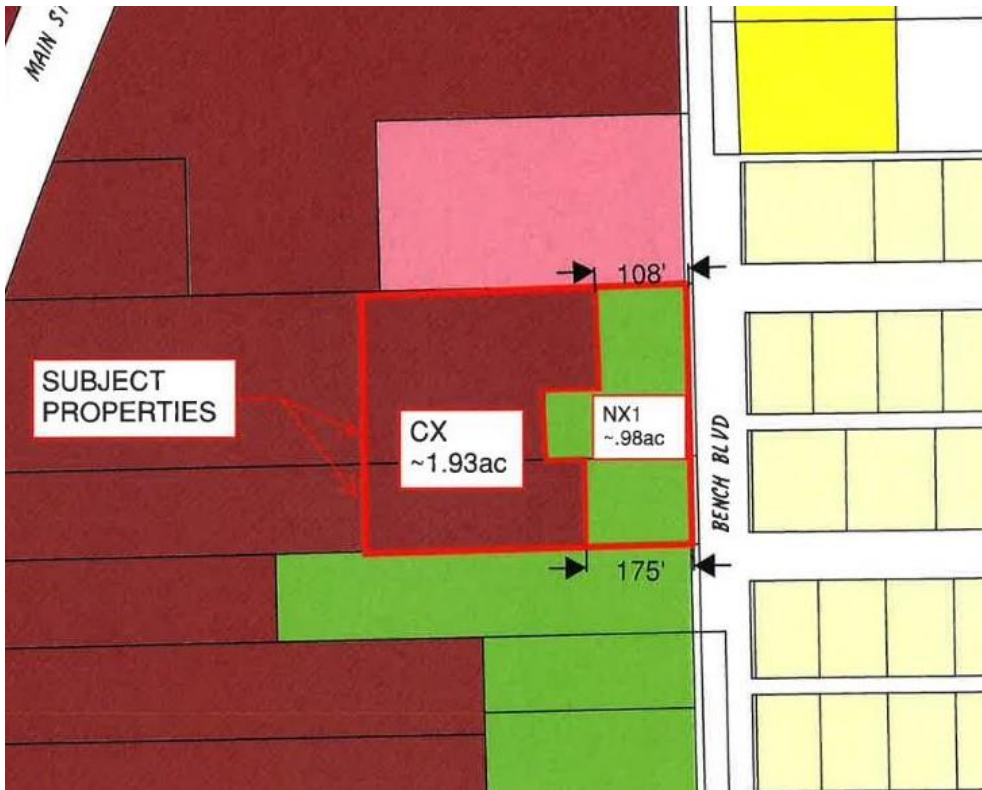 MAIN ST
108'
SUBJECT
PROPERTIES
CX
~1.93ac
NX1
~.98ac
BENCH BLVD
175'